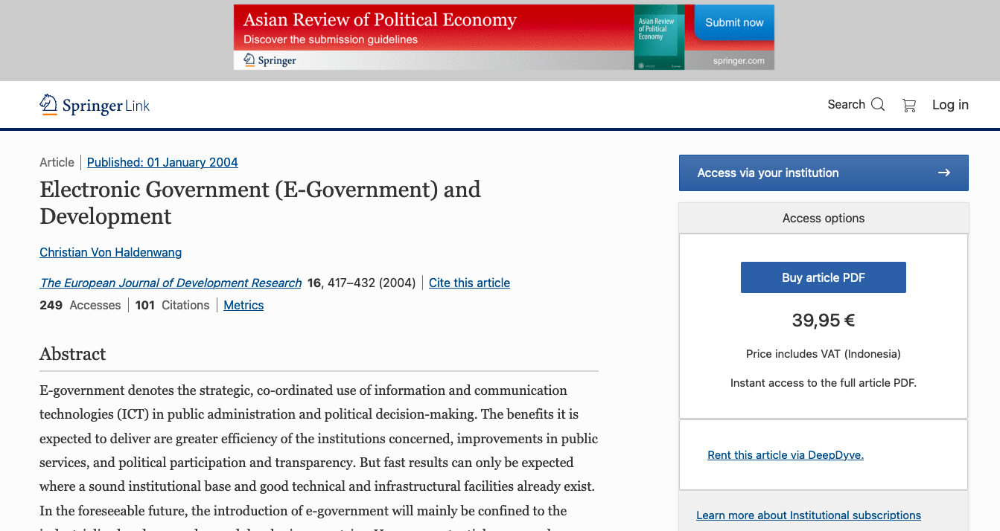 Asian Review of Political Economy
Discover the submission guidelines
Springer
Asian Review
of Political
Economy
Submit now
springer.com
Springer Link
Search
Log in
Article | Published: 01 January 2004
Electronic Government (E-Government) and
Development
Christian Von Haldenwang
The European Journal of Development Research 16, 417–432 (2004) | Cite this article
249 Accesses | 101 Citations | Metrics
Abstract
E-government denotes the strategic, co-ordinated use of information and communication
technologies (ICT) in public administration and political decision-making. The benefits it is
expected to deliver are greater efficiency of the institutions concerned, improvements in public
services, and political participation and transparency. But fast results can only be expected
where a sound institutional base and good technical and infrastructural facilities already exist.
In the foreseeable future, the introduction of e-government will mainly be confined to the
Access via your institution
Access options
Buy article PDF
39,95 €
Price includes VAT (Indonesia)
Instant access to the full article PDF.
Rent this article via DeepDyve.
Learn more about Institutional subscriptions